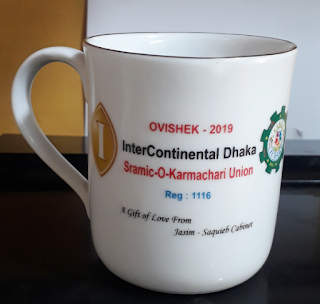 OVISHEK - 2019
I
InterContinental Dhaka
Sramic-O-Karmachari Union
Reg : 1116
A Gift of Love From
Jasim - Saquieb Cabinet